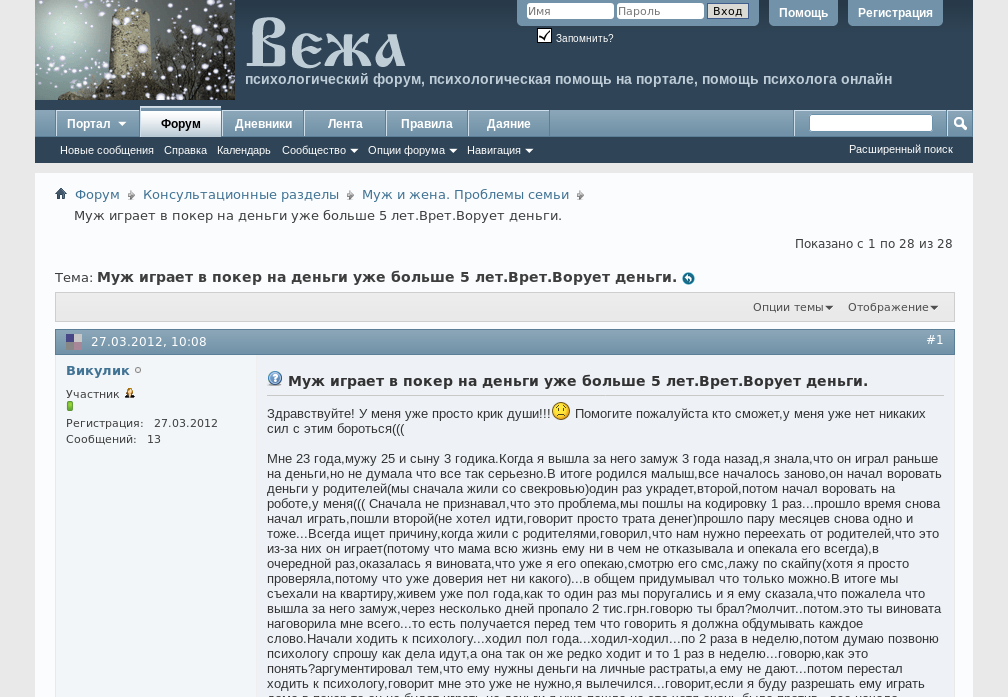 Имя
Пароль
Вход
Помощь
Регистрация
Запомнить?
Вежа
психологический форум, психологическая помощь на портале, помощь психолога онлайн
Портал
Форум
Дневники
Лента
Правила
Даяние
Новые сообщения
Справка
Календарь
Сообщество
Опции форума
Навигация
Расширенный поиск
Форум
Консультационные разделы
Муж и жена. Проблемы семьи
Муж играет в покер на деньги уже больше 5 лет.Врет.Ворует деньги.
Показано с 1 по 28 из 28
Тема: Муж играет в покер на деньги уже больше 5 лет.Врет.Ворует деньги.
Опции темы
Отображение
27.03.2012, 10:08
#1
Викулик
Участник
Регистрация: 27.03.2012
Сообщений: 13
Муж играет в покер на деньги уже больше 5 лет.Врет.Ворует деньги.
Здравствуйте! У меня уже просто крик души!!! Помогите пожалуйста кто сможет,у меня уже нет никаких
сил с этим бороться(((
Мне 23 года,мужу 25 и сыну 3 годика.Когда я вышла за него замуж 3 года назад,я знала,что он играл раньше
на деньги,но не думала что все так серьезно.В итоге родился малыш,все началось заново,он начал воровать
деньги у родителей(мы сначала жили со свекровью)один раз украдет,второй,потом начал воровать на
роботе,у меня((( Сначала не признавал,что это проблема,мы пошлы на кодировку 1 раз...прошло время снова
начал играть,пошли второй(не хотел идти,говорит просто трата денег)прошло пару месяцев снова одно и
тоже...Всегда ищет причину,когда жили с родителями,говорил,что нам нужно переехать от родителей,что это
из-за них он играет(потому что мама всю жизнь ему ни в чем не отказывала и опекала его всегда),в
очередной раз,оказалась я виновата,что уже я его опекаю,смотрю его смс,лажу по скайпу(хотя я просто
проверяла,потому что уже доверия нет ни какого)...в общем придумывал что только можно.В итоге мы
съехали на квартиру,живем уже пол года,как то один раз мы поругались и я ему сказала,что пожалела что
вышла за него замуж,через несколько дней пропало 2 тис.грн.говорю ты брал?молчит..потом.это ты виновата
наговорила мне всего...то есть получается перед тем что говорить я должна обдумывать каждое
слово.Начали ходить к психологу...ходил пол года...ходил-ходил...по 2 раза в неделю,потом думаю позвоню
психологу спрошу как дела идут,а она так он же редко ходит и то 1 раз в неделю...говорю,как это
понять?аргументировал тем,что ему нужны деньги на личные растраты,а ему не дают...потом перестал
ходить к психологу,говорит мне это уже не нужно,я вылечился...говорит,если я буду разрешать ему играть